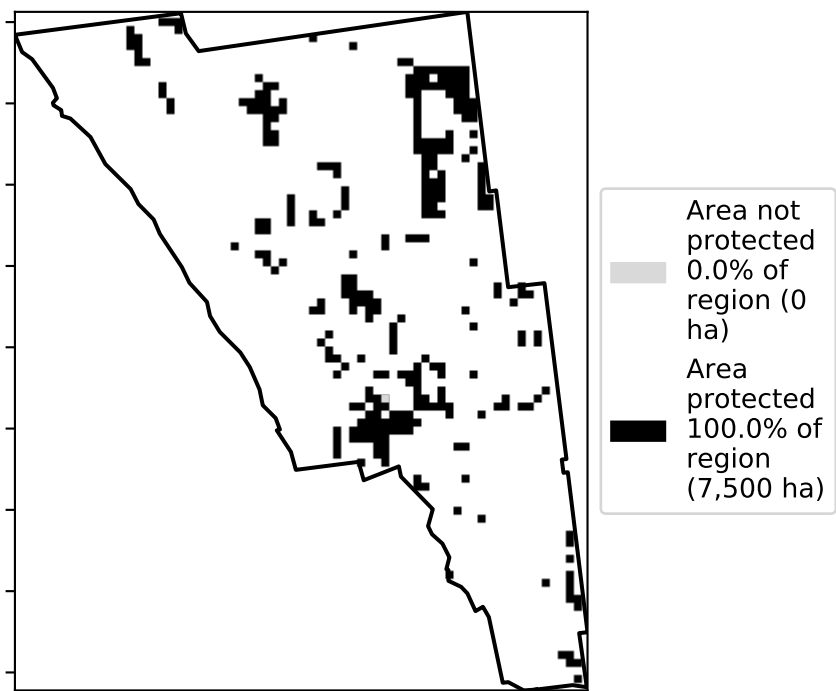 Area not
protected
0.0% of
region (0
ha)
Area
protected
100.0% of
region
(7,500 ha)